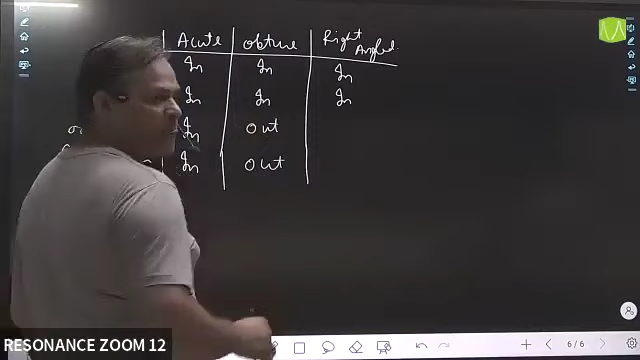 Acute obtuse Right Angled.
In In In
In In In
In out
In out
6/6
RESONANCE ZOOM 12